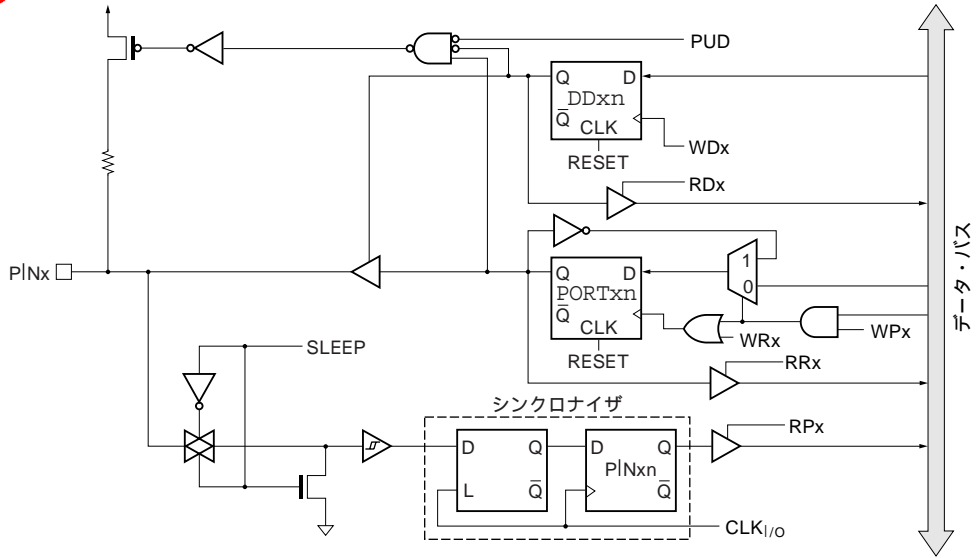 PUD
Q D
DDxn
Q̅
CLK
WDx
RESET
RDx
PINx
Q D
PORTxn
Q̅
CLK
RESET
1
0
WRx
WPx
RRx
SLEEP
シンクロナイザ
D Q
L Q̅
D Q
PINxn
Q̅
RPx
CLKI/O
データ・バス